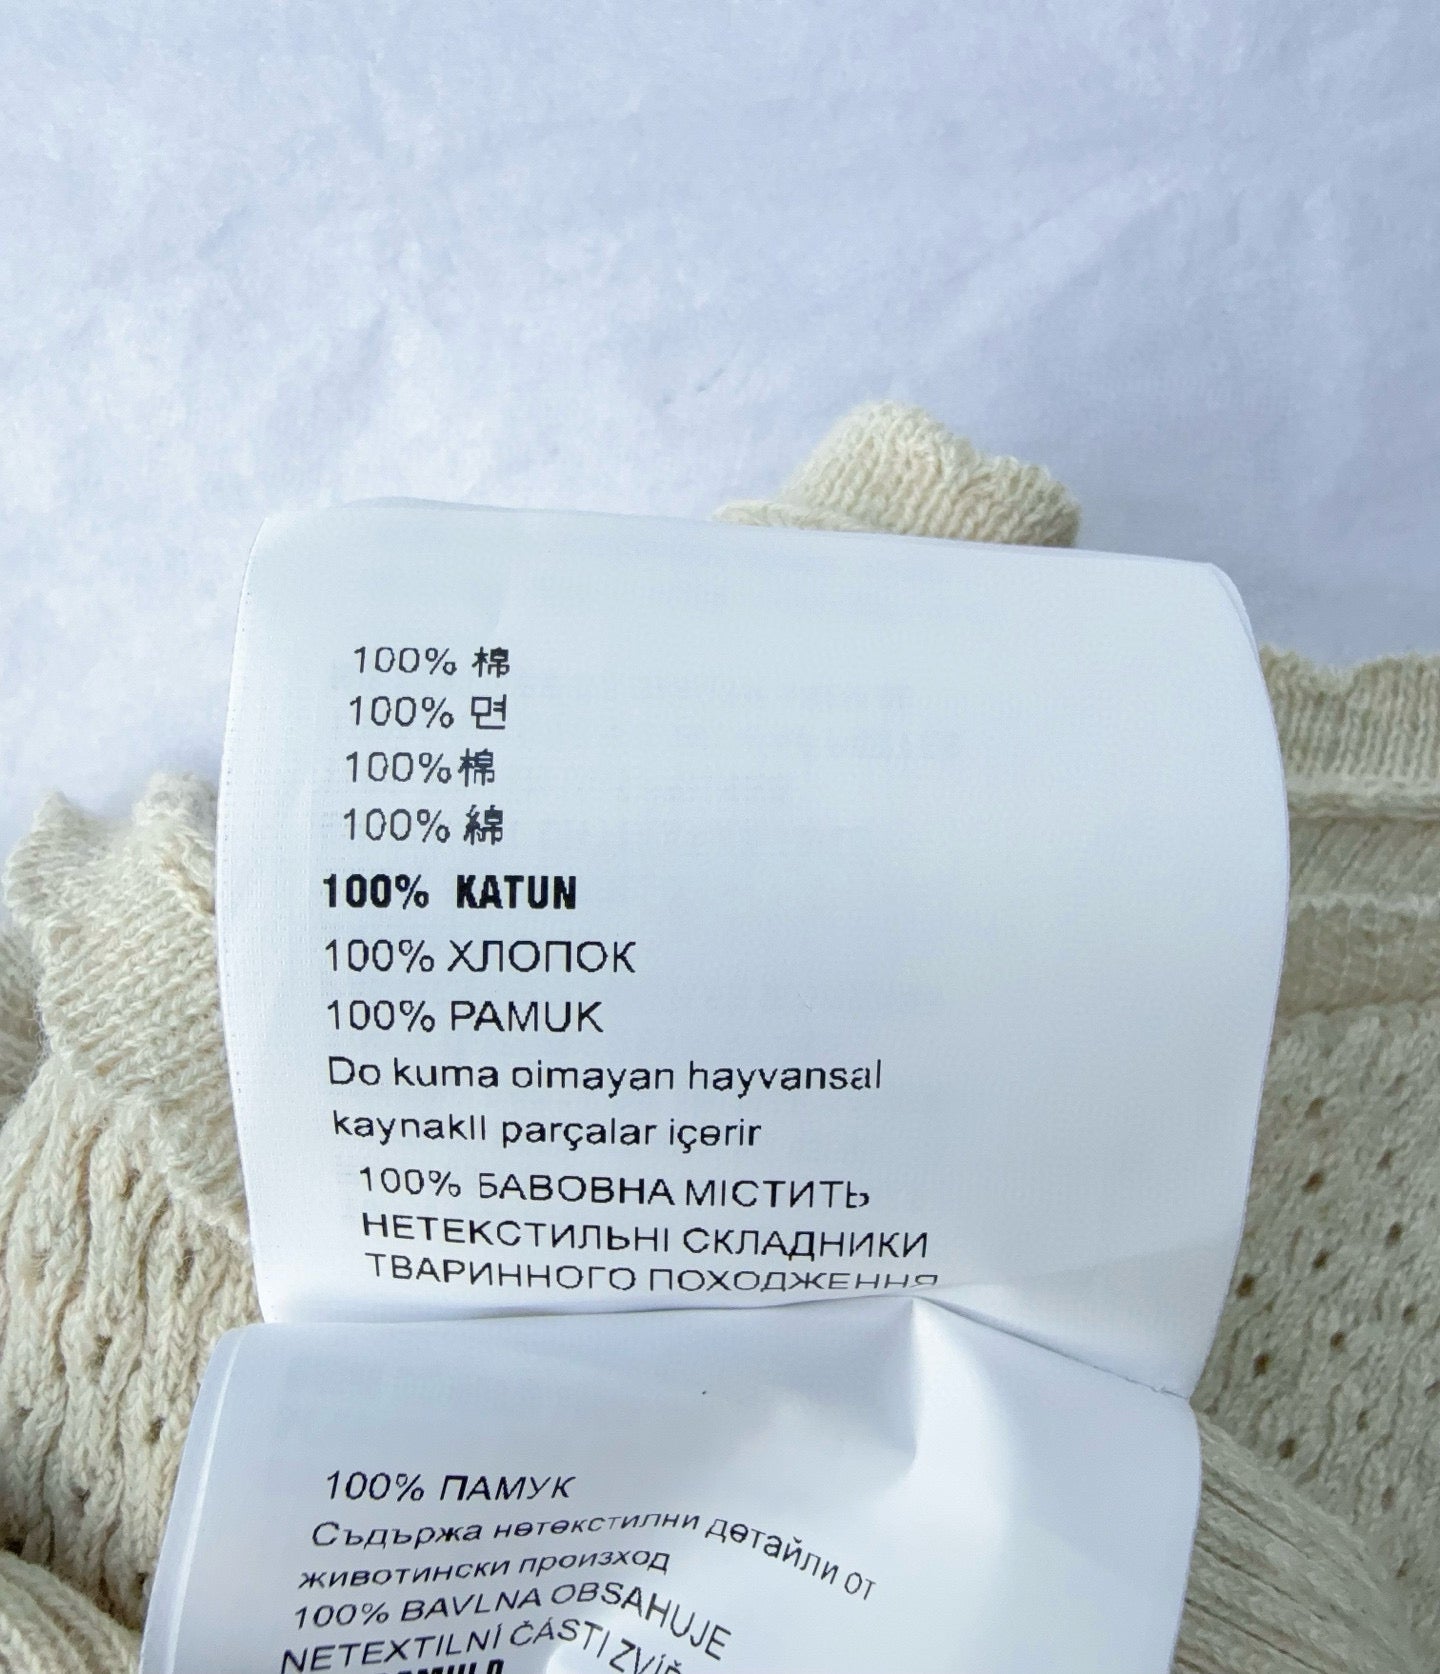 100% 棉
100% 면
100%棉
100% 綿
100% KATUN
100% ХЛОПОК
100% PAMUK
Do kuma oimayan hayvansal
kaynakll parçalar içerir
100% БАВОВНА МІСТИТЬ
НЕТЕКСТИЛЬНІ СКЛАДНИКИ
ТВАРИННОГО ПОХОДЖЕННЯ
100% ПАМУК
Съдържа нетекстилни детайли от
животински произход
100% BAVLNA OBSAHUJE
NETEXTILNÍ ČÁSTI